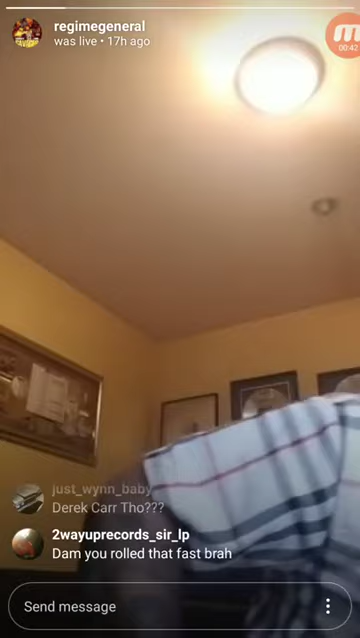 regimegeneral
was live • 17h ago
00:42
just_wynn_baby
Derek Carr Tho???
2wayuprecords_sir_lp
Dam you rolled that fast brah
Send message